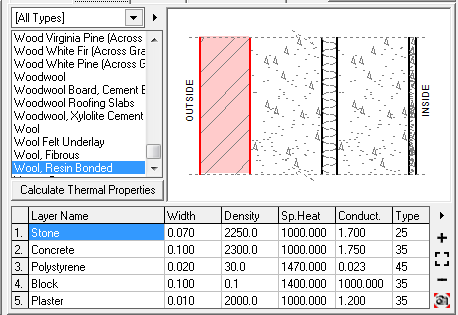 [All Types]
Wood Virginia Pine (Across
Wood White Fir (Across Gra
Wood White Pine (Across G
Woodwool
Woodwool Board, Cement B
Woodwool Roofing Slabs
Woodwool, Xylolite Cement
Wool
Wool Felt Underlay
Wool, Fibrous
Wool, Resin Bonded
Calculate Thermal Properties
OUTSIDE
INSIDE
Layer Name Width Density Sp.Heat Conduct. Type
1. Stone 0.070 2250.0 1000.000 1.700 25
2. Concrete 0.100 2300.0 1000.000 1.750 35
3. Polystyrene 0.020 30.0 1470.000 0.023 45
4. Block 0.100 0.1 1400.000 1000.000 35
5. Plaster 0.010 2000.0 1000.000 1.200 35